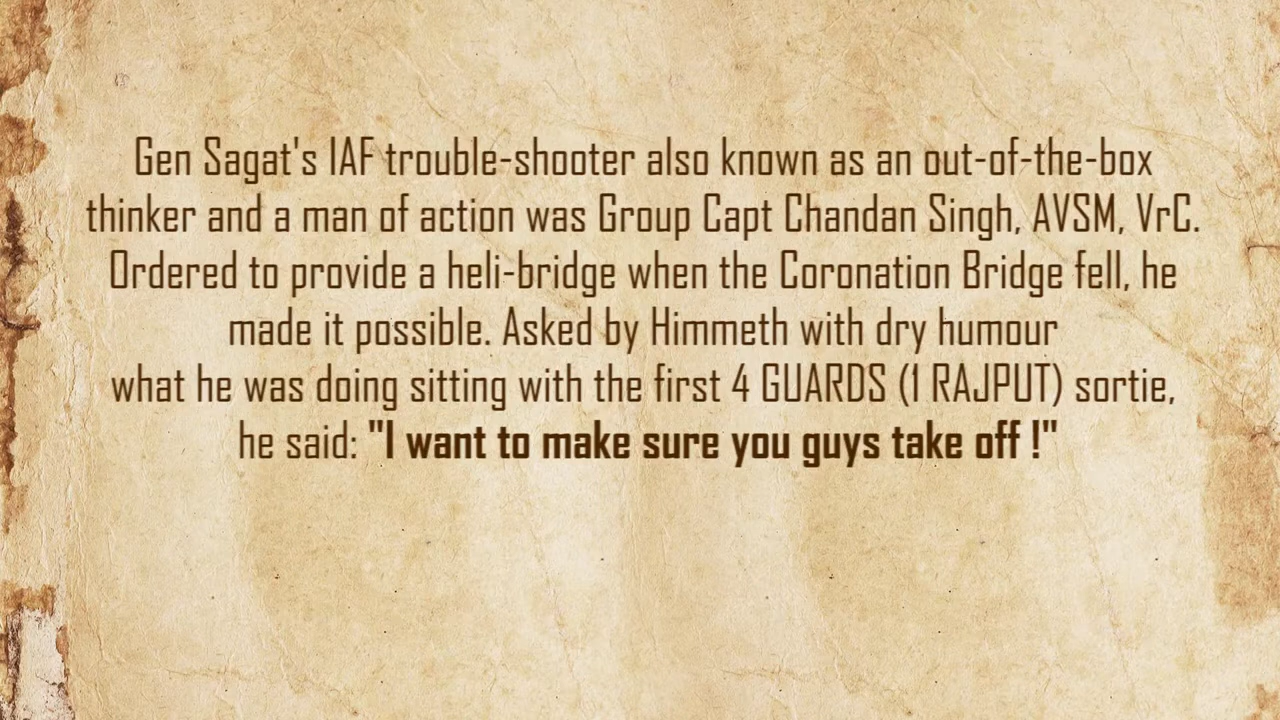 Gen Sagat's IAF trouble-shooter also known as an out-of-the-box
thinker and a man of action was Group Capt Chandan Singh, AVSM, VrC.
Ordered to provide a heli-bridge when the Coronation Bridge fell, he
made it possible. Asked by Himmeth with dry humour
what he was doing sitting with the first 4 GUARDS (1 RAJPUT) sortie,
he said: "I want to make sure you guys take off !"